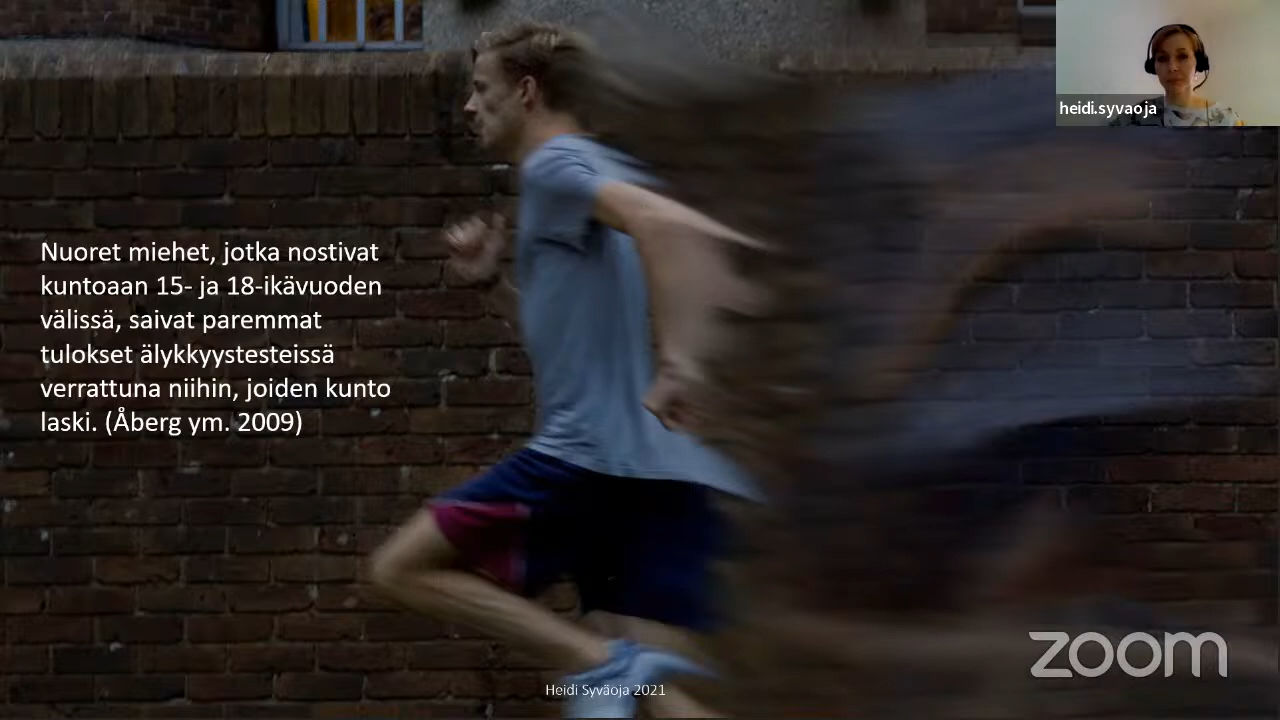 heidi.syvaoja
Nuoret miehet, jotka nostivat
kuntoaan 15- ja 18-ikävuoden
välissä, saivat paremmat
tulokset älykkyystesteissä
verrattuna niihin, joiden kunto
laski. (Åberg ym. 2009)
zoom
Heidi Syväoja 2021